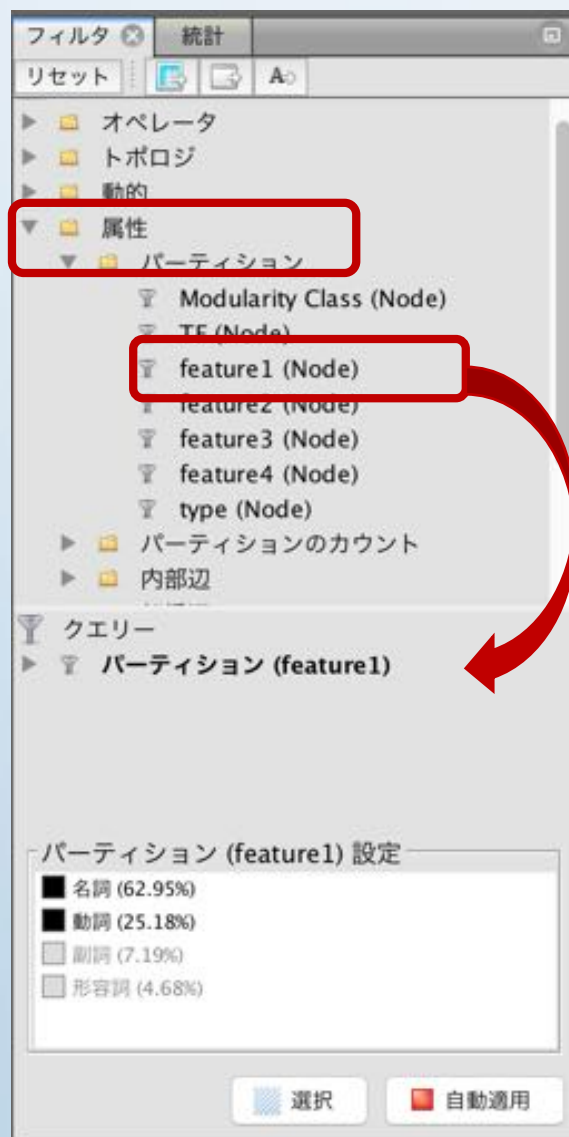 フィルタ
統計
リセット
A
オペレータ
トポロジ
動的
属性
パーティション
Modularity Class (Node)
TF (Node)
feature1 (Node)
feature2 (Node)
feature3 (Node)
feature4 (Node)
type (Node)
パーティションのカウント
内部辺
クエリー
パーティション (feature1)
パーティション (feature1) 設定
名詞 (62.95%)
動詞 (25.18%)
副詞 (7.19%)
形容詞 (4.68%)
選択
自動適用